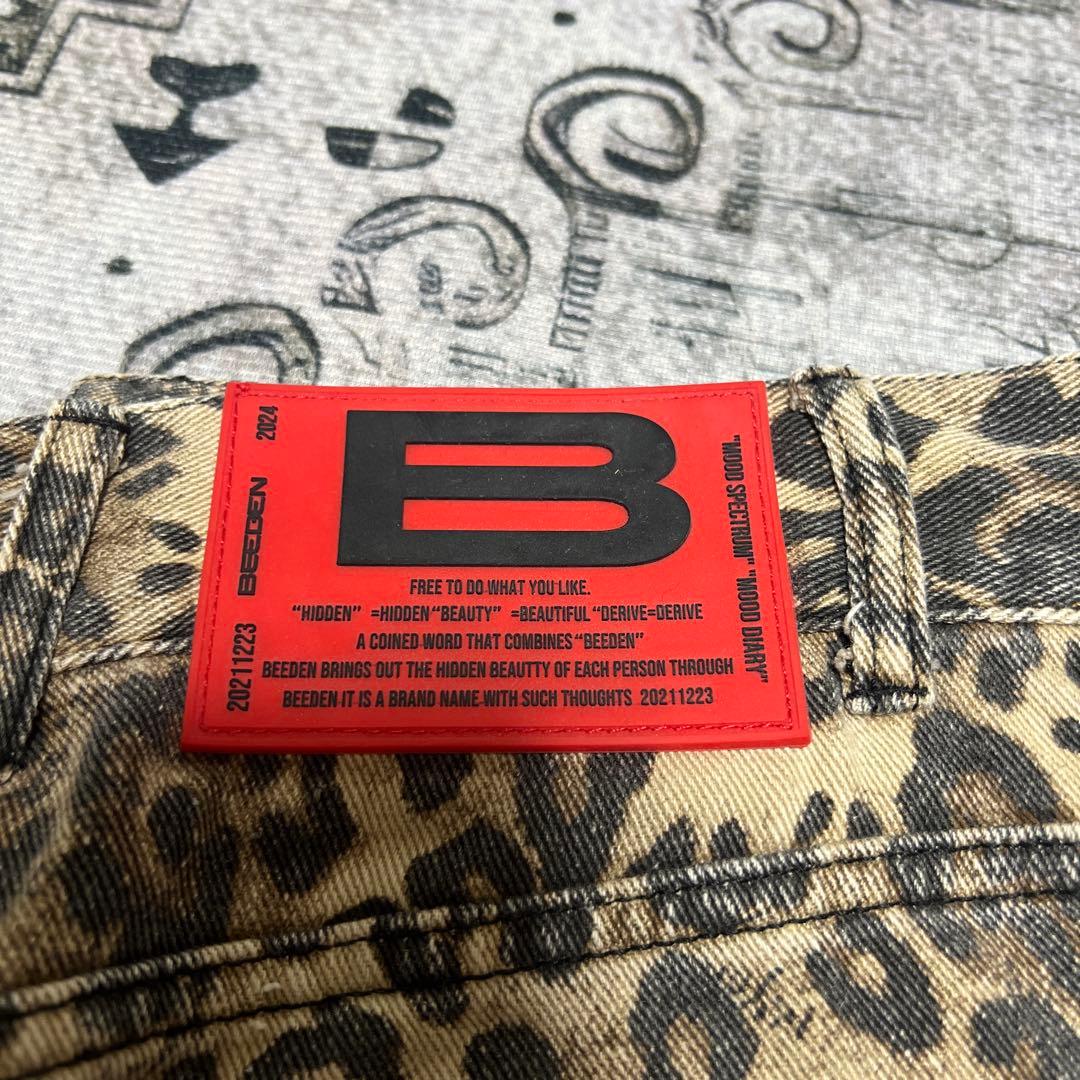 B
FREE TO DO WHAT YOU LIKE.
"HIDDEN" =HIDDEN "BEAUTY" =BEAUTIFUL "DERIVE=DERIVE
A COINED WORD THAT COMBINES "BEEDEN"
BEEDEN BRINGS OUT THE HIDDEN BEAUTTY OF EACH PERSON THROUGH
BEEDEN IT IS A BRAND NAME WITH SUCH THOUGHTS 20211223
20211223 BEEDEN 2024
"MOOD SPECTRUM" "MOOD DIARY"